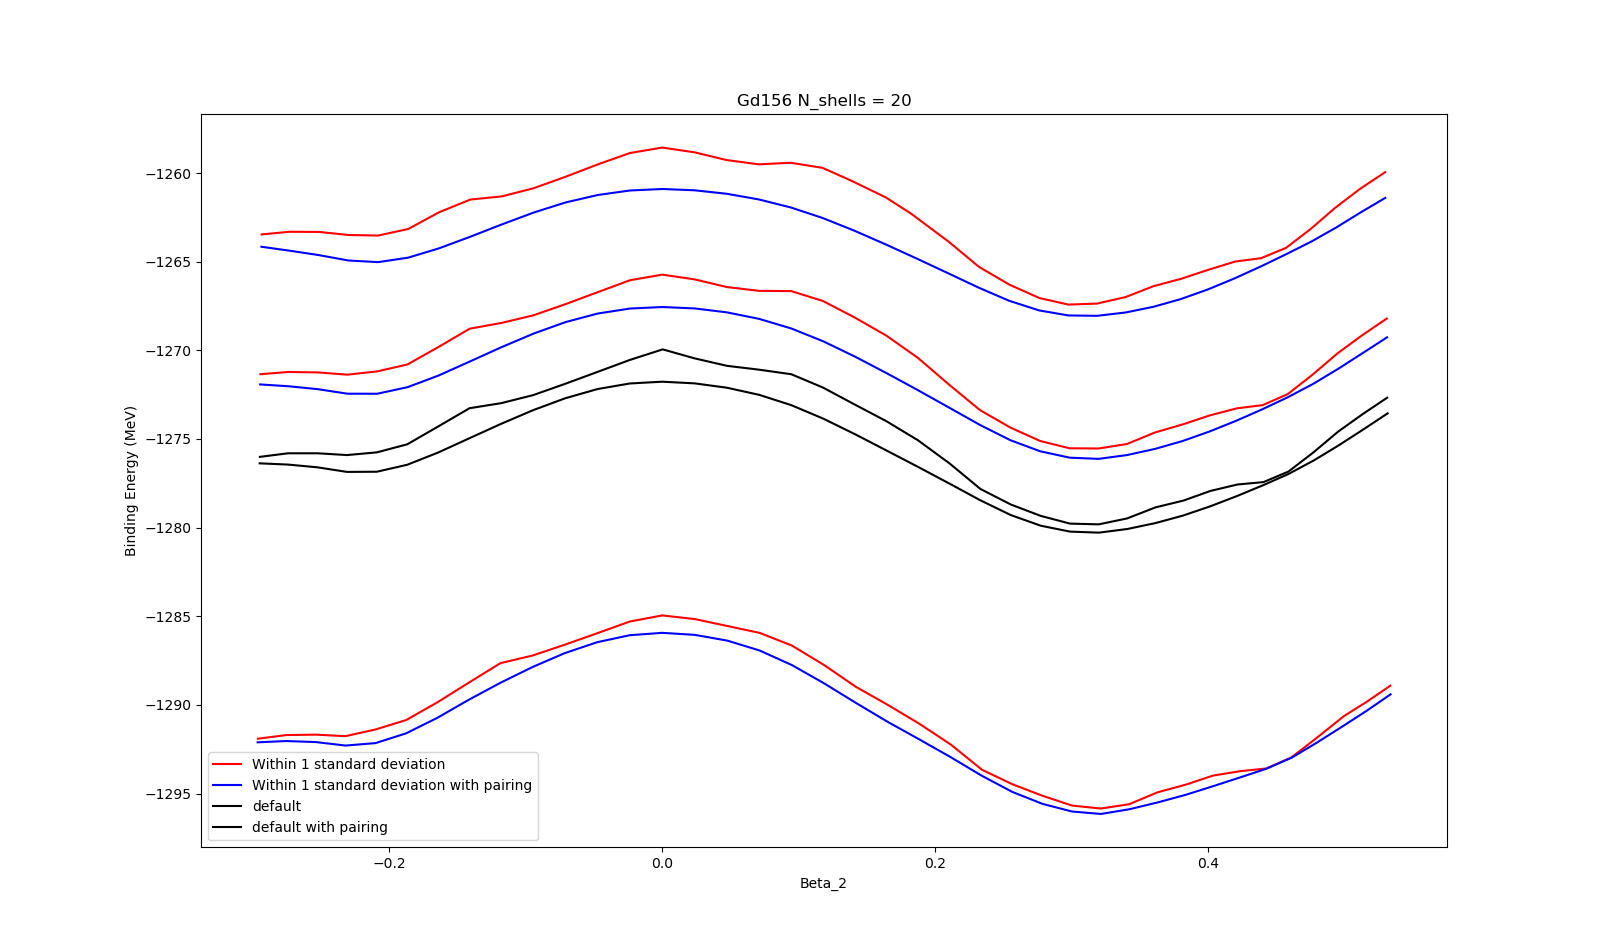 Gd156 N_shells = 20
−1260
−1265
−1270
−1275
−1280
−1285
−1290
−1295
Binding Energy (MeV)
Within 1 standard deviation
Within 1 standard deviation with pairing
default
default with pairing
−0.2
0.0
0.2
0.4
Beta_2